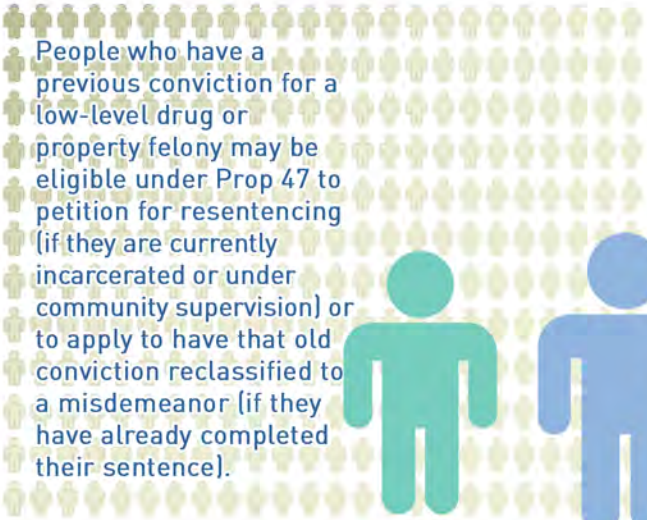 People who have a
previous conviction for a
low-level drug or
property felony may be
eligible under Prop 47 to
petition for resentencing
(if they are currently
incarcerated or under
community supervision) or
to apply to have that old
conviction reclassified to
a misdemeanor (if they
have already completed
their sentence).